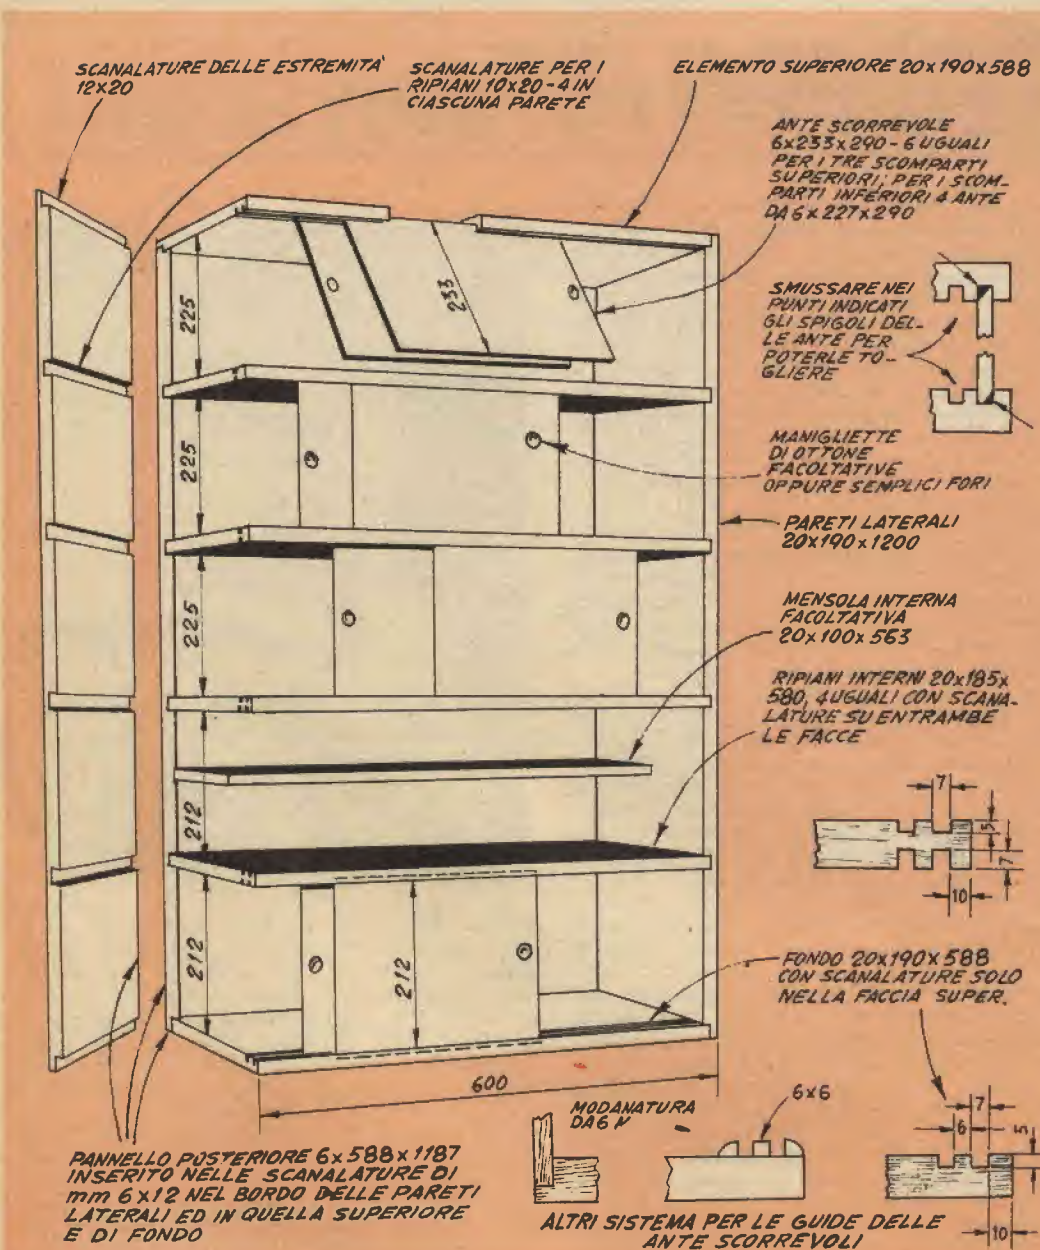 SCANALATURE DELLE ESTREMITÀ
12x20
SCANALATURE PER I
RIPIANI 10x20-4 IN
CIASCUNA PARETE
ELEMENTO SUPERIORE 20x190x588
ANTE SCORREVOLE
6x233x290 - 6 UGUALI
PER I TRE SCOMPARTI
SUPERIORI; PER I SCOM-
PARTI INFERIORI 4 ANTE
DA 6x227x290
SMUSSARE NEI
PUNTI INDICATI
GLI SPIGOLI DEL-
LE ANTE PER
POTERLE TO-
GLIERE
MANIGLIETTE
DI OTTONE
FACOLTATIVE
OPPURE SEMPLICI FORI
PARETI LATERALI
20x190x1200
MENSOLA INTERNA
FACOLTATIVA
20x100x563
RIPIANI INTERNI 20x185x
580, 4 UGUALI CON SCANA-
LATURE SU ENTRAMBE
LE FACCE
225
233
225
225
212
212
212
600
7
5
7
10
FONDO 20x190x588
CON SCANALATURE SOLO
NELLA FACCIA SUPER.
7
6
5
10
MODANATURA
DA 6
6x6
ALTRI SISTEMA PER LE GUIDE DELLE
ANTE SCORREVOLI
PANNELLO POSTERIORE 6x588x1187
INSERITO NELLE SCANALATURE DI
mm 6x12 NEL BORDO DELLE PARETI
LATERALI ED IN QUELLA SUPERIORE
E DI FONDO